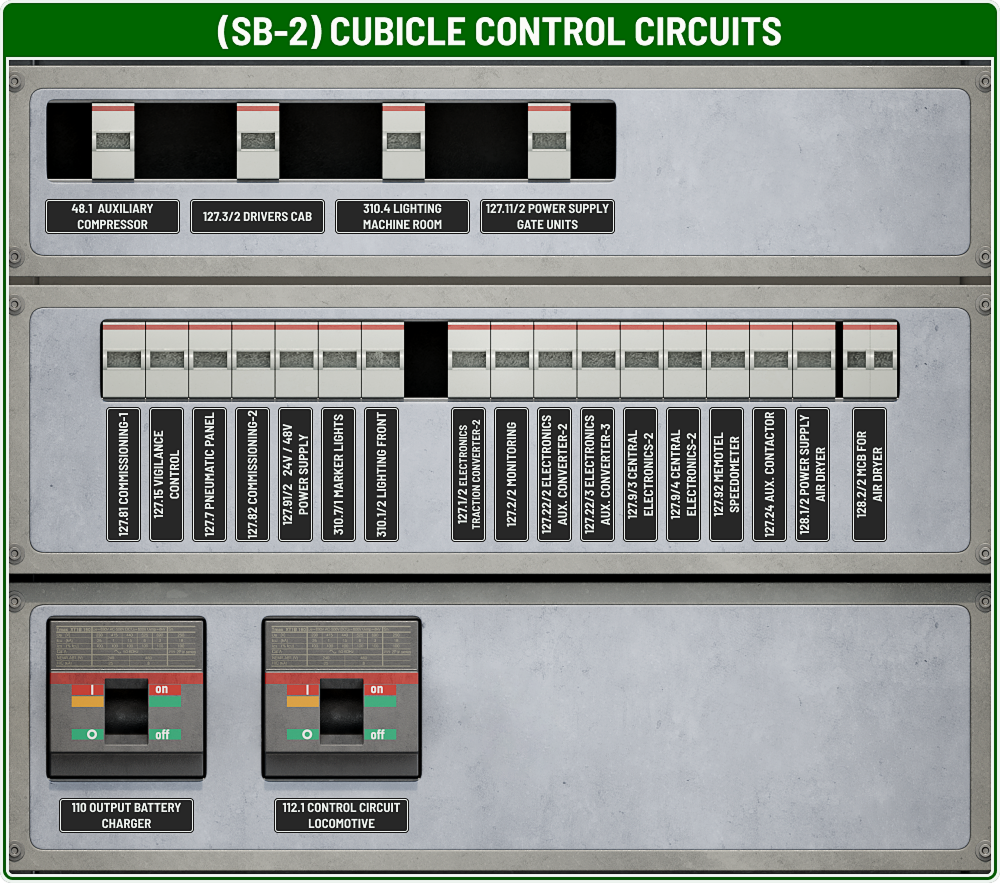 (SB-2) CUBICLE CONTROL CIRCUITS
48.1 AUXILIARY
COMPRESSOR
127.3/2 DRIVERS CAB
310.4 LIGHTING
MACHINE ROOM
127.11/2 POWER SUPPLY
GATE UNITS
127.81 COMMISSIONING-1
127.15 VIGILANCE
CONTROL
127.7 PNEUMATIC PANEL
127.82 COMMISSIONING-2
127.91/2 24V / 48V
POWER SUPPLY
310.7/1 MARKER LIGHTS
310.1/2 LIGHTING FRONT
127.1/2 ELECTRONICS
TRACTION CONVERTER-2
127.2/2 MONITORING
127.22/2 ELECTRONICS
AUX. CONVERTER-2
127.22/3 ELECTRONICS
AUX. CONVERTER-3
127.9/3 CENTRAL
ELECTRONICS-2
127.9/4 CENTRAL
ELECTRONICS-2
127.92 MEMOTEL
SPEEDOMETER
127.24 AUX. CONTACTOR
128.1/2 POWER SUPPLY
AIR DRYER
128.2/2 MCB FOR
AIR DRYER
I on
O off
I on
O off
110 OUTPUT BATTERY
CHARGER
112.1 CONTROL CIRCUIT
LOCOMOTIVE